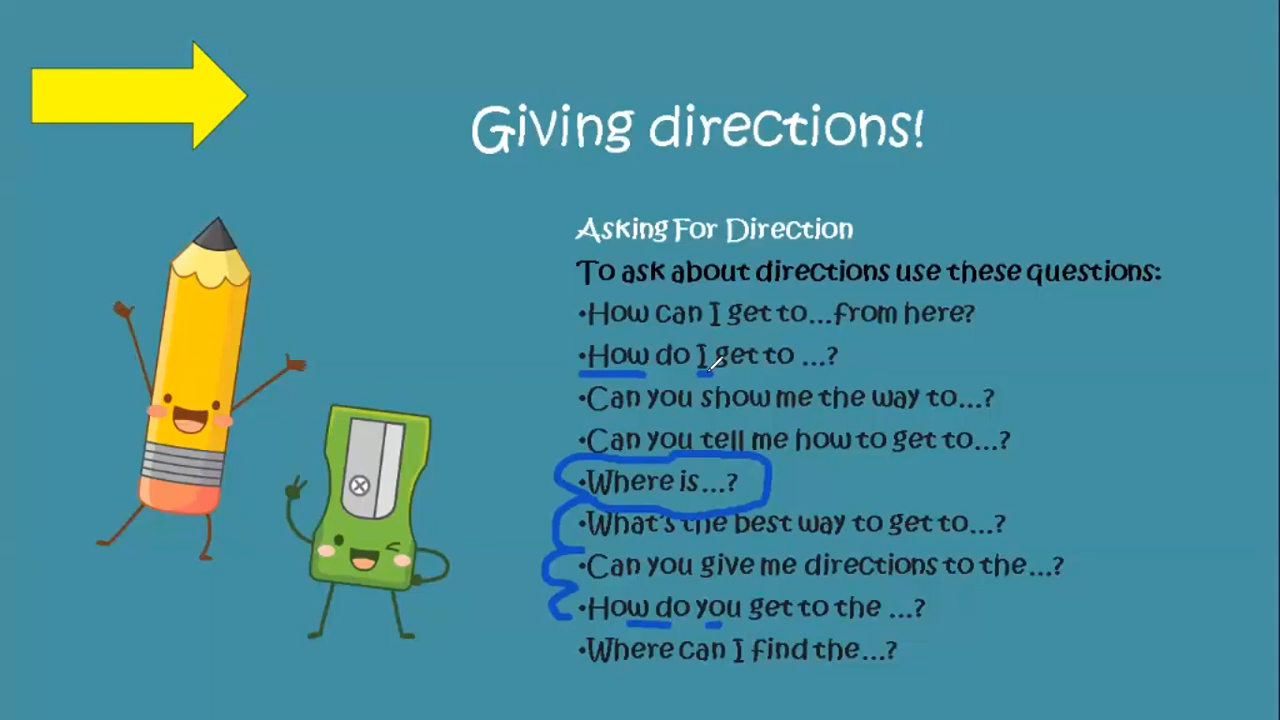 Giving directions!
Asking For Direction
To ask about directions use these questions:
•How can I get to...from here?
•How do I get to ...?
•Can you show me the way to...?
•Can you tell me how to get to...?
•Where is...?
•What's the best way to get to...?
•Can you give me directions to the...?
•How do you get to the ...?
•Where can I find the...?